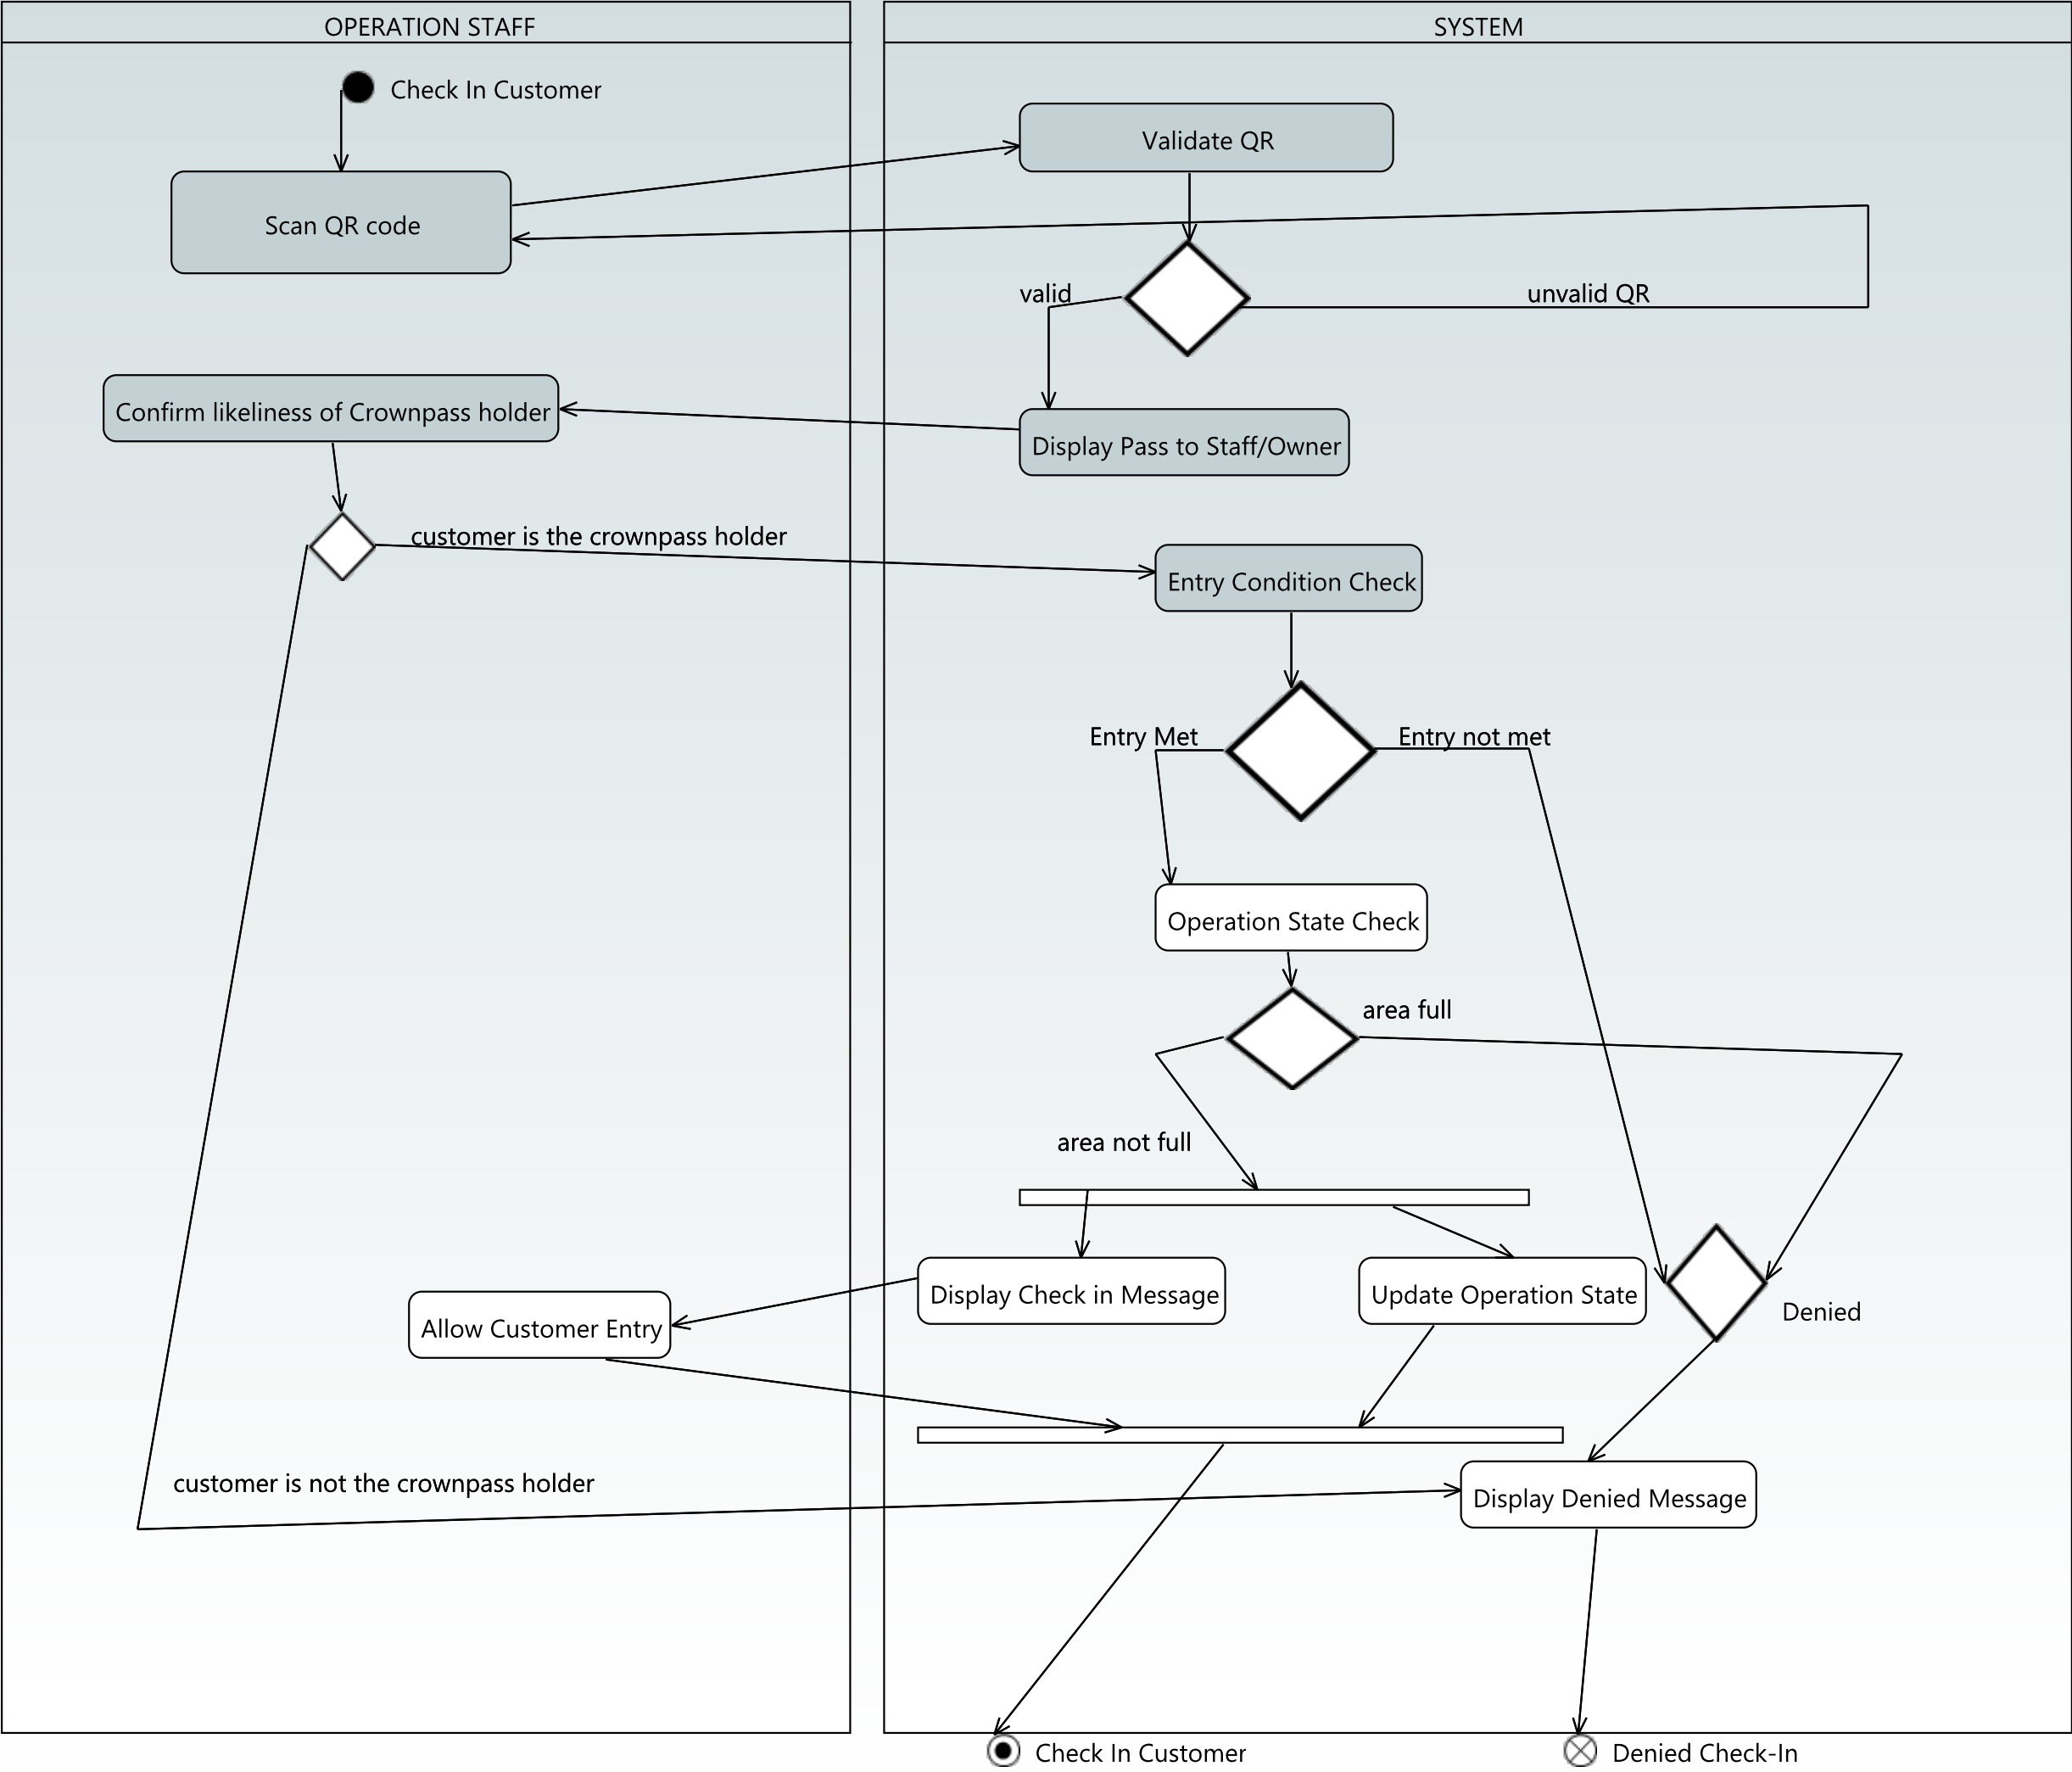 OPERATION STAFF
SYSTEM
Check In Customer
Validate QR
Scan QR code
valid
unvalid QR
Confirm likeliness of Crownpass holder
Display Pass to Staff/Owner
customer is the crownpass holder
Entry Condition Check
Entry Met
Entry not met
Operation State Check
area full
area not full
Display Check in Message
Update Operation State
Denied
Allow Customer Entry
customer is not the crownpass holder
Display Denied Message
Check In Customer
Denied Check-In